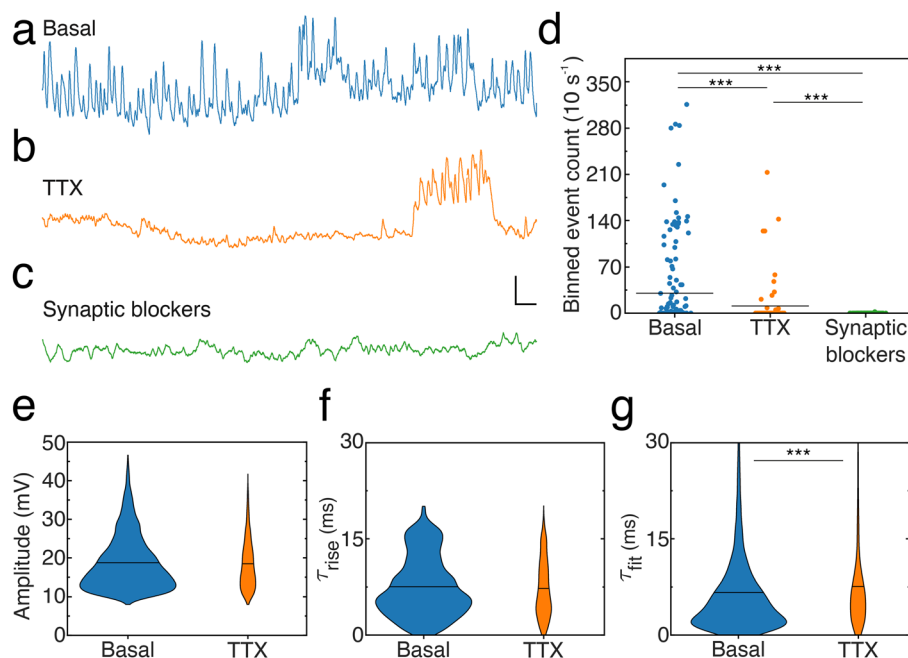 a
Basal
b
TTX
c
Synaptic blockers
d
Binned event count (10 s⁻¹)
350
280
210
140
70
0
***
***
***
Basal
TTX
Synaptic
blockers
e
Amplitude (mV)
50
40
30
20
10
0
Basal
TTX
f
τrise (ms)
30
15
0
Basal
TTX
g
τfit (ms)
30
15
0
***
Basal
TTX